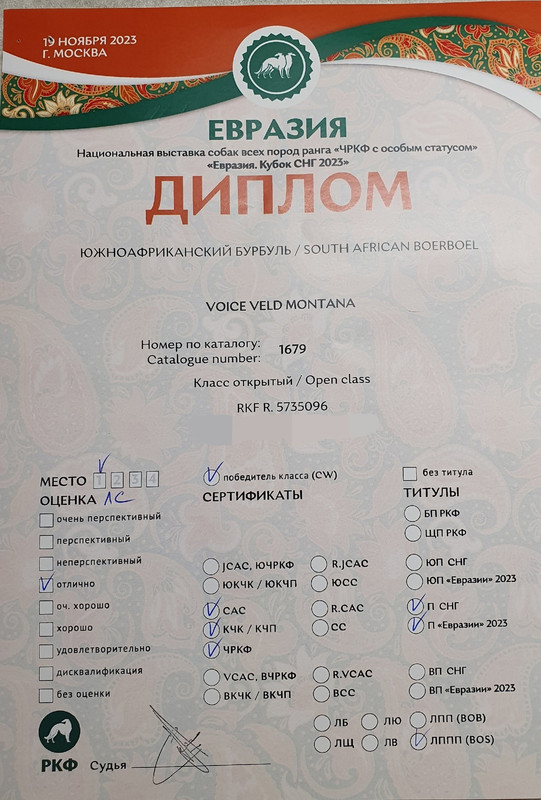 19 НОЯБРЯ 2023
Г. МОСКВА
ЕВРАЗИЯ
Национальная выставка собак всех пород ранга «ЧРКФ с особым статусом»
«Евразия. Кубок СНГ 2023»
ДИПЛОМ
ЮЖНОАФРИКАНСКИЙ БУРБУЛЬ / SOUTH AFRICAN BOERBOEL
VOICE VELD MONTANA
Номер по каталогу: 1679
Catalogue number:
Класс открытый / Open class
RKF R. 5735096
МЕСТО 1 2 3 4
ОЦЕНКА ЛС
очень перспективный
перспективный
неперспективный
отлично
оч. хорошо
хорошо
удовлетворительно
дисквалификация
без оценки
победитель класса (CW)
СЕРТИФИКАТЫ
JCAC, ЮЧРКФ R.JCAC
ЮКЧК / ЮКЧП ЮСС
CAC R.CAC
КЧК / КЧП СС
ЧРКФ
VCAC, ВЧРКФ R.VCAC
ВКЧК / ВКЧП ВСС
без титула
ТИТУЛЫ
БП РКФ
ЩП РКФ
ЮП СНГ
ЮП «Евразии» 2023
П СНГ
П «Евразии» 2023
ВП СНГ
ВП «Евразии» 2023
ЛБ ЛЮ ЛПП (BOB)
ЛЩ ЛВ ЛППП (BOS)
РКФ Судья